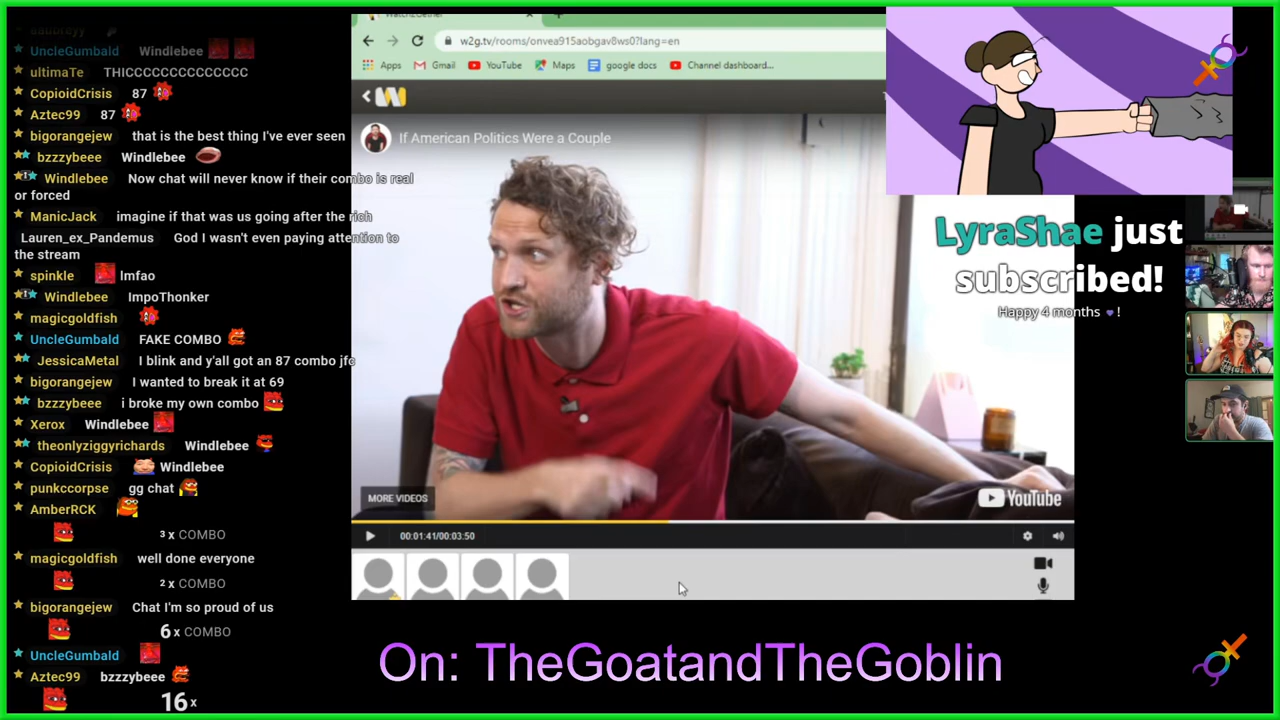 UncleGumbald Windlebee
ultimaTe THICCCCCCCCCCCCCC
CopioidCrisis 87
Aztec99 87
bigorangejew that is the best thing I've ever seen
bzzzybeee Windlebee
Windlebee Now chat will never know if their combo is real
or forced
ManicJack imagine if that was us going after the rich
Lauren_ex_Pandemus God I wasn't even paying attention to
the stream
spinkle lmfao
Windlebee ImpoThonker
magicgoldfish
UncleGumbald FAKE COMBO
JessicaMetal I blink and y'all got an 87 combo jfc
bigorangejew I wanted to break it at 69
bzzzybeee i broke my own combo
Xerox Windlebee
theonlyziggyrichards Windlebee
CopioidCrisis Windlebee
punkccorpse gg chat
AmberRCK
3 x COMBO
magicgoldfish well done everyone
2 x COMBO
bigorangejew Chat I'm so proud of us
6 x COMBO
UncleGumbald
Aztec99 bzzzybeee
16 x
Watch2Gether
w2g.tv/rooms/onvea915aobgav8ws0?lang=en
Apps Gmail YouTube Maps google docs Channel dashboard...
If American Politics Were a Couple
MORE VIDEOS
YouTube
00:01:41/00:03:50
LyraShae just
subscribed!
Happy 4 months !
On: TheGoatandTheGoblin